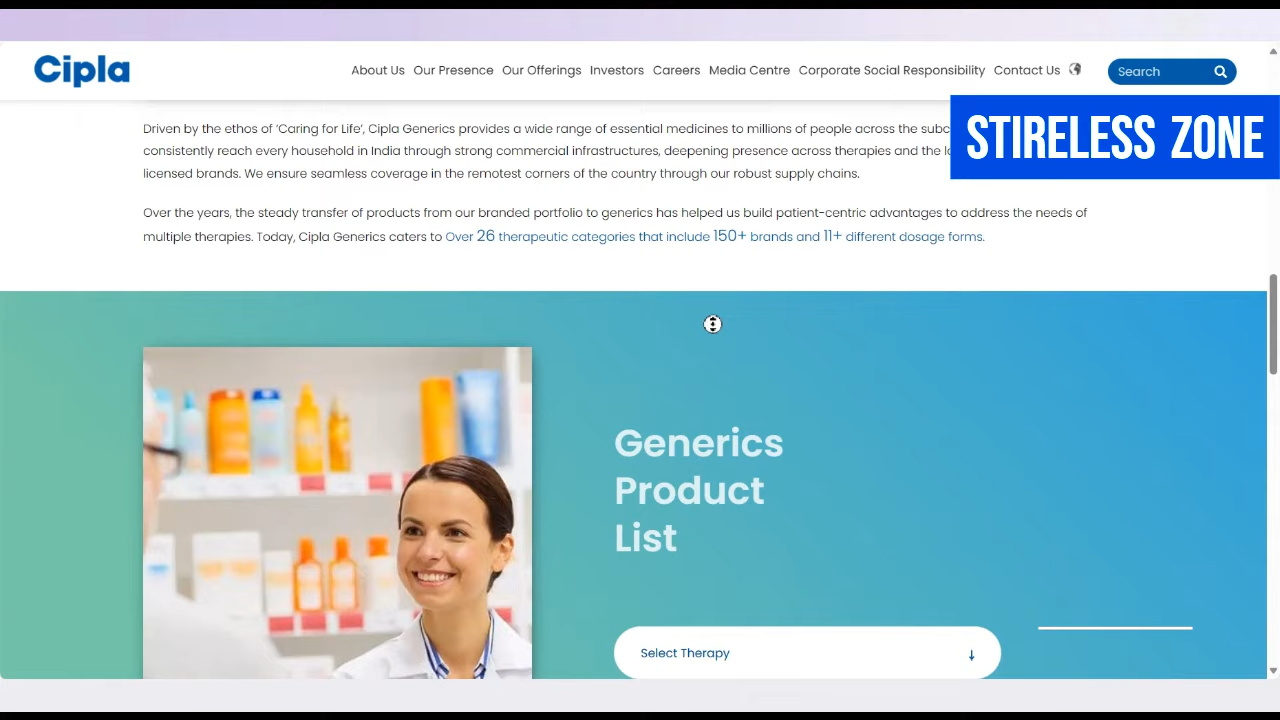 Cipla
About Us Our Presence Our Offerings Investors Careers Media Centre Corporate Social Responsibility Contact Us
Search
STIRELESS ZONE
Driven by the ethos of ‘Caring for Life’, Cipla Generics provides a wide range of essential medicines to millions of people across the
consistently reach every household in India through strong commercial infrastructures, deepening presence across therapies and the
licensed brands. We ensure seamless coverage in the remotest corners of the country through our robust supply chains.
Over the years, the steady transfer of products from our branded portfolio to generics has helped us build patient-centric advantages to address the needs of
multiple therapies. Today, Cipla Generics caters to Over 26 therapeutic categories that include 150+ brands and 11+ different dosage forms.
Generics
Product
List
Select Therapy